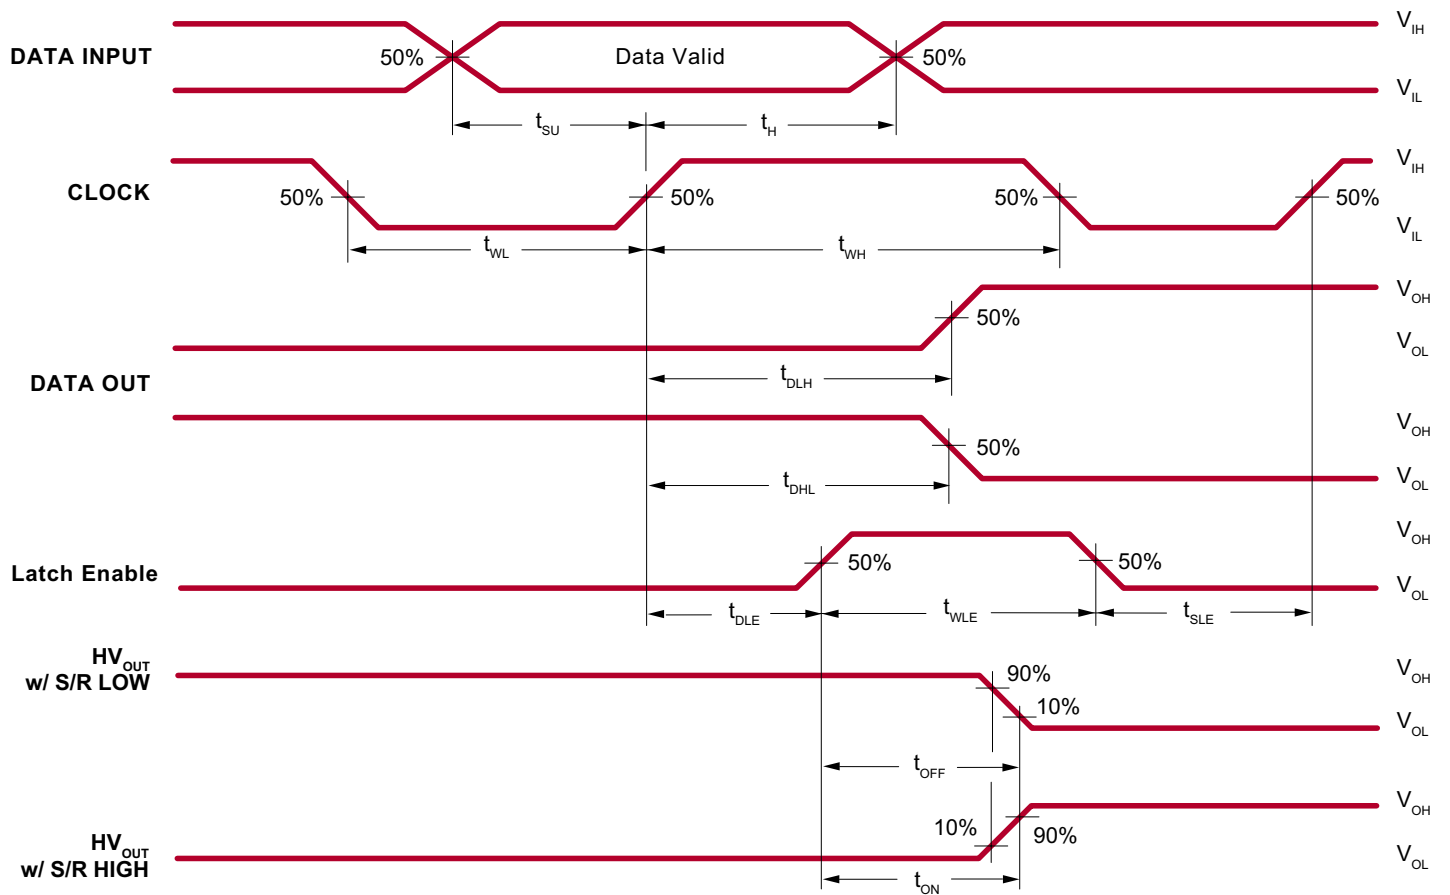 V_IH
DATA INPUT
50%
Data Valid
50%
V_IL
t_SU
t_H
V_IH
CLOCK
50%
50%
50%
50%
V_IL
t_WL
t_WH
V_OH
50%
V_OL
DATA OUT
t_DLH
V_OH
50%
V_OL
t_DHL
V_OH
Latch Enable
50%
50%
V_OL
t_DLE
t_WLE
t_SLE
HV_OUT
w/ S/R LOW
90%
V_OH
10%
V_OL
t_OFF
V_OH
HV_OUT
w/ S/R HIGH
10%
90%
V_OL
t_ON